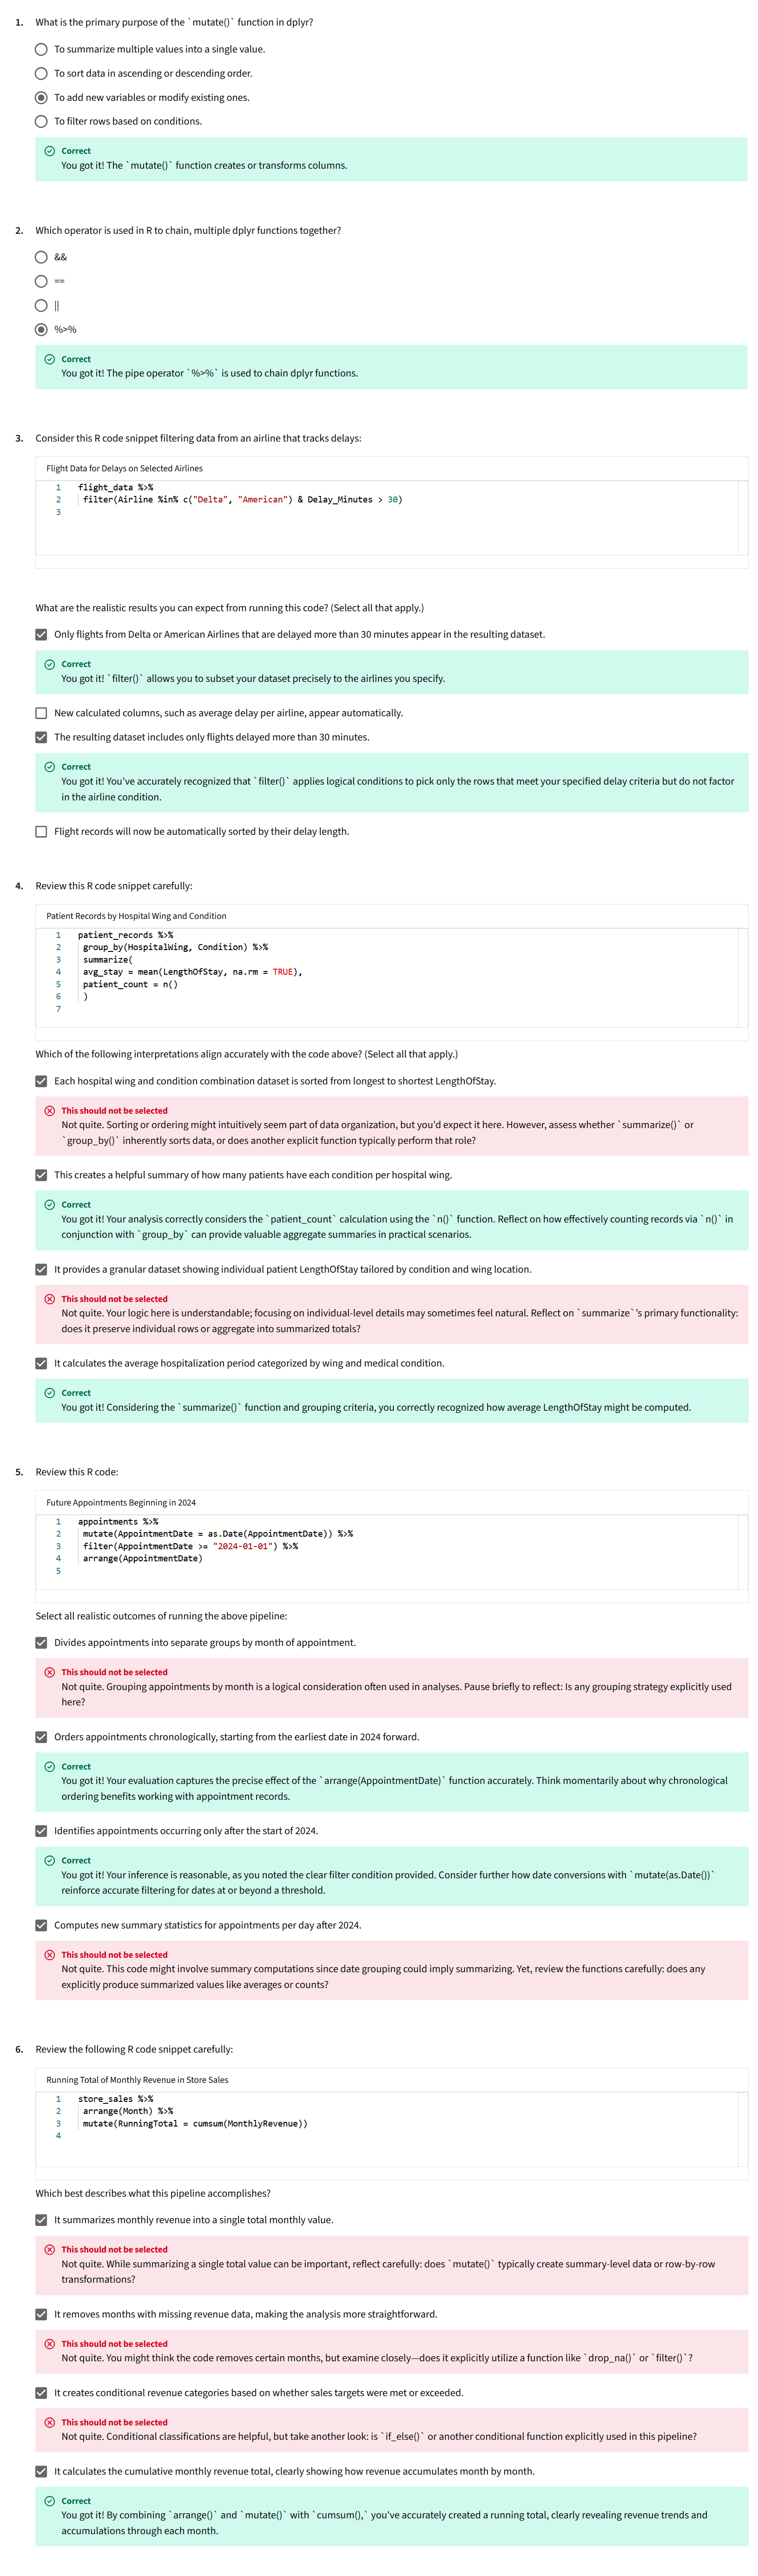 1. What is the primary purpose of the `mutate()` function in dplyr?
To summarize multiple values into a single value.
To sort data in ascending or descending order.
To add new variables or modify existing ones.
To filter rows based on conditions.
Correct
You got it! The `mutate()` function creates or transforms columns.
2. Which operator is used in R to chain, multiple dplyr functions together?
&&
==
||
%>%
Correct
You got it! The pipe operator `%>%` is used to chain dplyr functions.
3. Consider this R code snippet filtering data from an airline that tracks delays:
Flight Data for Delays on Selected Airlines
1 flight_data %>%
2 filter(Airline %in% c("Delta", "American") & Delay_Minutes > 30)
3
What are the realistic results you can expect from running this code? (Select all that apply.)
Only flights from Delta or American Airlines that are delayed more than 30 minutes appear in the resulting dataset.
Correct
You got it! `filter()` allows you to subset your dataset precisely to the airlines you specify.
New calculated columns, such as average delay per airline, appear automatically.
The resulting dataset includes only flights delayed more than 30 minutes.
Correct
You got it! You've accurately recognized that `filter()` applies logical conditions to pick only the rows that meet your specified delay criteria but do not factor
in the airline condition.
Flight records will now be automatically sorted by their delay length.
4. Review this R code snippet carefully:
Patient Records by Hospital Wing and Condition
1 patient_records %>%
2 group_by(HospitalWing, Condition) %>%
3 summarize(
4 avg_stay = mean(LengthOfStay, na.rm = TRUE),
5 patient_count = n()
6 )
7
Which of the following interpretations align accurately with the code above? (Select all that apply.)
Each hospital wing and condition combination dataset is sorted from longest to shortest LengthOfStay.
This should not be selected
Not quite. Sorting or ordering might intuitively seem part of data organization, but you'd expect it here. However, assess whether `summarize()` or
`group_by()` inherently sorts data, or does another explicit function typically perform that role?
This creates a helpful summary of how many patients have each condition per hospital wing.
Correct
You got it! Your analysis correctly considers the `patient_count` calculation using the `n()` function. Reflect on how effectively counting records via `n()` in
conjunction with `group_by` can provide valuable aggregate summaries in practical scenarios.
It provides a granular dataset showing individual patient LengthOfStay tailored by condition and wing location.
This should not be selected
Not quite. Your logic here is understandable; focusing on individual-level details may sometimes feel natural. Reflect on `summarize`'s primary functionality:
does it preserve individual rows or aggregate into summarized totals?
It calculates the average hospitalization period categorized by wing and medical condition.
Correct
You got it! Considering the `summarize()` function and grouping criteria, you correctly recognized how average LengthOfStay might be computed.
5. Review this R code:
Future Appointments Beginning in 2024
1 appointments %>%
2 mutate(AppointmentDate = as.Date(AppointmentDate)) %>%
3 filter(AppointmentDate >= "2024-01-01") %>%
4 arrange(AppointmentDate)
5
Select all realistic outcomes of running the above pipeline:
Divides appointments into separate groups by month of appointment.
This should not be selected
Not quite. Grouping appointments by month is a logical consideration often used in analyses. Pause briefly to reflect: Is any grouping strategy explicitly used
here?
Orders appointments chronologically, starting from the earliest date in 2024 forward.
Correct
You got it! Your evaluation captures the precise effect of the `arrange(AppointmentDate)` function accurately. Think momentarily about why chronological
ordering benefits working with appointment records.
Identifies appointments occurring only after the start of 2024.
Correct
You got it! Your inference is reasonable, as you noted the clear filter condition provided. Consider further how date conversions with `mutate(as.Date())`
reinforce accurate filtering for dates at or beyond a threshold.
Computes new summary statistics for appointments per day after 2024.
This should not be selected
Not quite. This code might involve summary computations since date grouping could imply summarizing. Yet, review the functions carefully: does any
explicitly produce summarized values like averages or counts?
6. Review the following R code snippet carefully:
Running Total of Monthly Revenue in Store Sales
1 store_sales %>%
2 arrange(Month) %>%
3 mutate(RunningTotal = cumsum(MonthlyRevenue))
4
Which best describes what this pipeline accomplishes?
It summarizes monthly revenue into a single total monthly value.
This should not be selected
Not quite. While summarizing a single total value can be important, reflect carefully: does `mutate()` typically create summary-level data or row-by-row
transformations?
It removes months with missing revenue data, making the analysis more straightforward.
This should not be selected
Not quite. You might think the code removes certain months, but examine closely—does it explicitly utilize a function like `drop_na()` or `filter()`?
It creates conditional revenue categories based on whether sales targets were met or exceeded.
This should not be selected
Not quite. Conditional classifications are helpful, but take another look: is `if_else()` or another conditional function explicitly used in this pipeline?
It calculates the cumulative monthly revenue total, clearly showing how revenue accumulates month by month.
Correct
You got it! By combining `arrange()` and `mutate()` with `cumsum(),` you've accurately created a running total, clearly revealing revenue trends and
accumulations through each month.